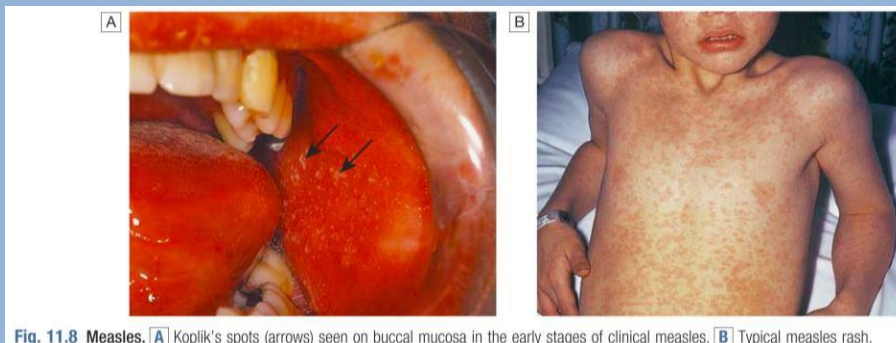 A
B
Fig. 11.8 Measles. A Koplik's spots (arrows) seen on buccal mucosa in the early stages of clinical measles. B Typical measles rash.